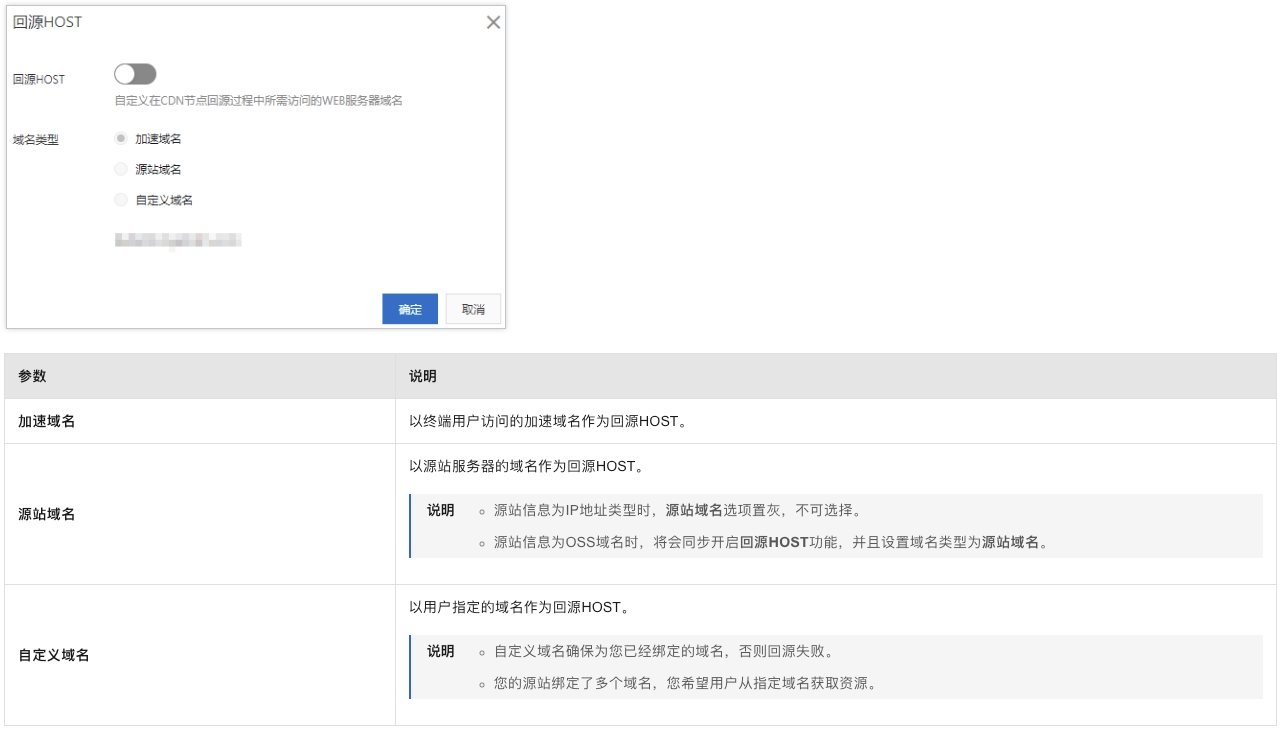 回源HOST
回源HOST
自定义在CDN节点回源过程中所需访问的WEB服务器域名
域名类型
加速域名
源站域名
自定义域名
确定
取消
参数
说明
加速域名
以终端用户访问的加速域名作为回源HOST。
源站域名
以源站服务器的域名作为回源HOST。
说明
源站信息为IP地址类型时，源站域名选项置灰，不可选择。
源站信息为OSS域名时，将会同步开启回源HOST功能，并且设置域名类型为源站域名。
自定义域名
以用户指定的域名作为回源HOST。
说明
自定义域名确保为您已经绑定的域名，否则回源失败。
您的源站绑定了多个域名，您希望用户从指定域名获取资源。